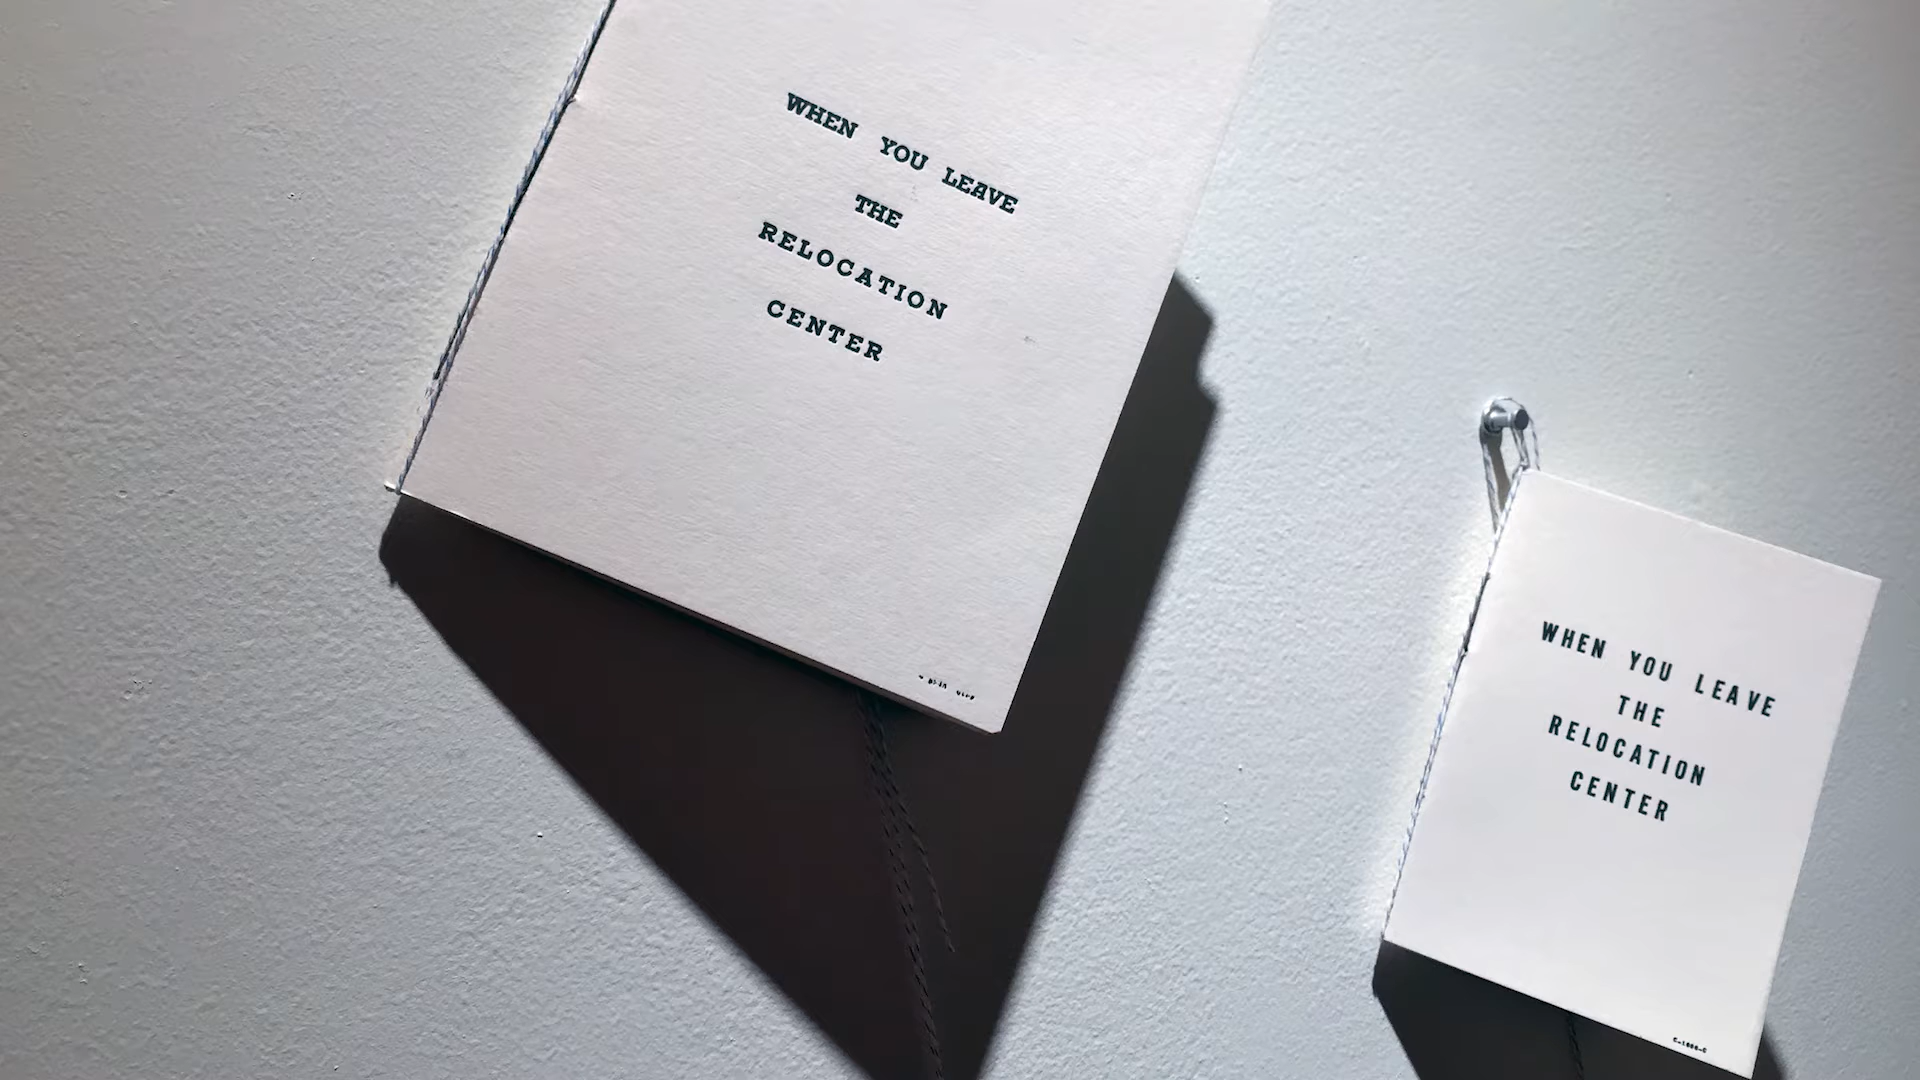 WHEN YOU LEAVE
THE
RELOCATION
CENTER
WHEN YOU LEAVE
THE
RELOCATION
CENTER